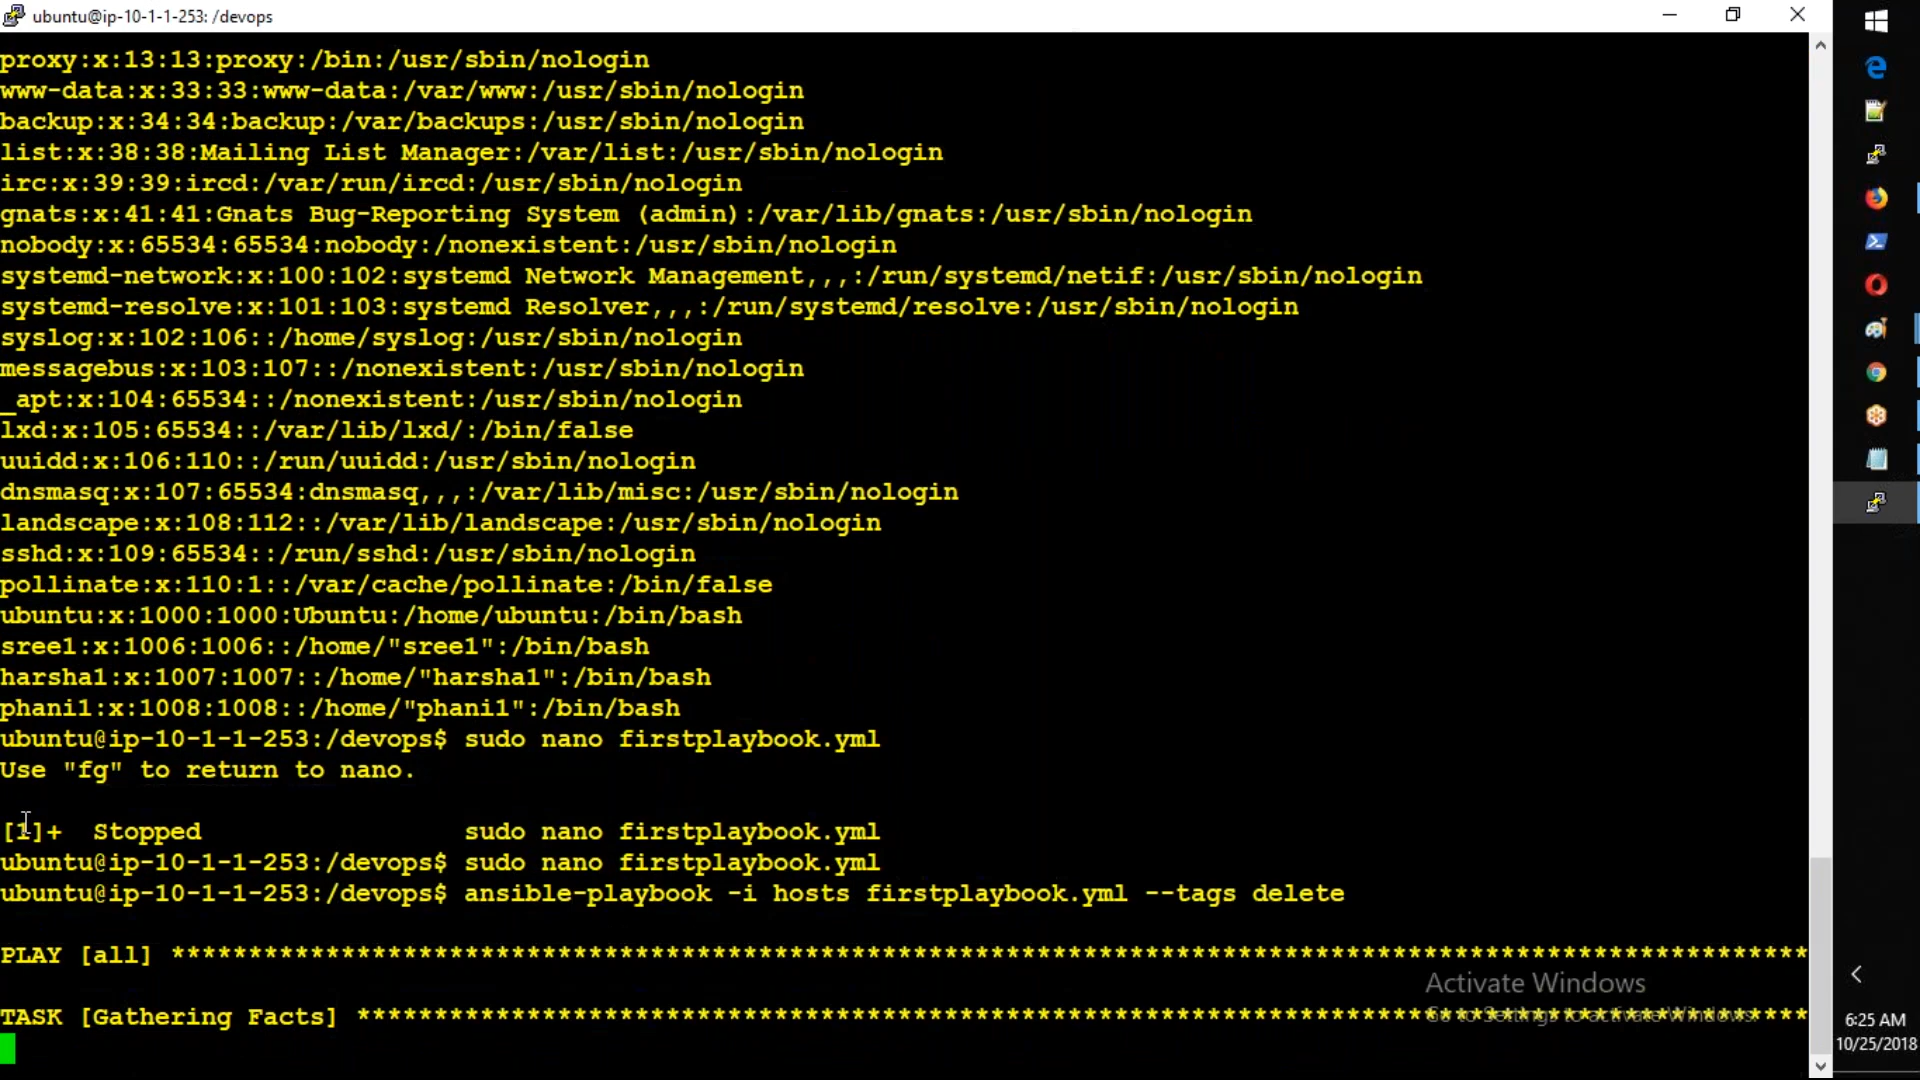 ubuntu@ip-10-1-1-253: /devops
proxy:x:13:13:proxy:/bin:/usr/sbin/nologin
www-data:x:33:33:www-data:/var/www:/usr/sbin/nologin
backup:x:34:34:backup:/var/backups:/usr/sbin/nologin
list:x:38:38:Mailing List Manager:/var/list:/usr/sbin/nologin
irc:x:39:39:ircd:/var/run/ircd:/usr/sbin/nologin
gnats:x:41:41:Gnats Bug-Reporting System (admin):/var/lib/gnats:/usr/sbin/nologin
nobody:x:65534:65534:nobody:/nonexistent:/usr/sbin/nologin
systemd-network:x:100:102:systemd Network Management,,,:/run/systemd/netif:/usr/sbin/nologin
systemd-resolve:x:101:103:systemd Resolver,,,:/run/systemd/resolve:/usr/sbin/nologin
syslog:x:102:106::/home/syslog:/usr/sbin/nologin
messagebus:x:103:107::/nonexistent:/usr/sbin/nologin
_apt:x:104:65534::/nonexistent:/usr/sbin/nologin
lxd:x:105:65534::/var/lib/lxd/:/bin/false
uuidd:x:106:110::/run/uuidd:/usr/sbin/nologin
dnsmasq:x:107:65534:dnsmasq,,,:/var/lib/misc:/usr/sbin/nologin
landscape:x:108:112::/var/lib/landscape:/usr/sbin/nologin
sshd:x:109:65534::/run/sshd:/usr/sbin/nologin
pollinate:x:110:1::/var/cache/pollinate:/bin/false
ubuntu:x:1000:1000:Ubuntu:/home/ubuntu:/bin/bash
sree1:x:1006:1006::/home/"sree1":/bin/bash
harsha1:x:1007:1007::/home/"harsha1":/bin/bash
phani1:x:1008:1008::/home/"phani1":/bin/bash
ubuntu@ip-10-1-1-253:/devops$ sudo nano firstplaybook.yml
Use "fg" to return to nano.
[1]+  Stopped                 sudo nano firstplaybook.yml
ubuntu@ip-10-1-1-253:/devops$ sudo nano firstplaybook.yml
ubuntu@ip-10-1-1-253:/devops$ ansible-playbook -i hosts firstplaybook.yml --tags delete
PLAY [all] **********************************************************************************************************
Activate Windows
TASK [Gathering Facts] **********************************************************************************************
Go to Settings to activate Windows.
6:25 AM
10/25/2018